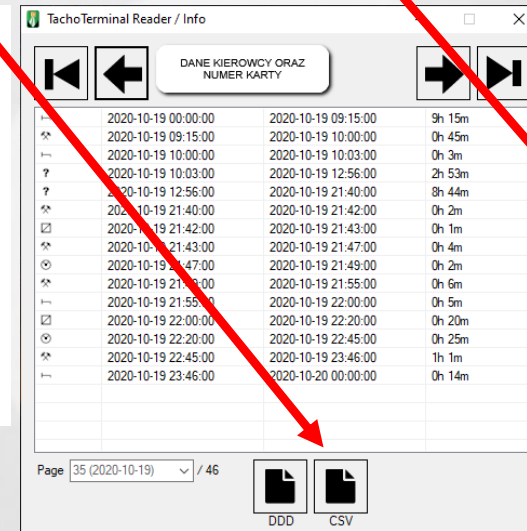 TachoTerminal Reader / Info
DANE KIEROWCY ORAZ
NUMER KARTY
2020-10-19 00:00:00 2020-10-19 09:15:00 9h 15m
2020-10-19 09:15:00 2020-10-19 10:00:00 0h 45m
2020-10-19 10:00:00 2020-10-19 10:03:00 0h 3m
? 2020-10-19 10:03:00 2020-10-19 12:56:00 2h 53m
? 2020-10-19 12:56:00 2020-10-19 21:40:00 8h 44m
2020-10-19 21:40:00 2020-10-19 21:42:00 0h 2m
2020-10-19 21:42:00 2020-10-19 21:43:00 0h 1m
2020-10-19 21:43:00 2020-10-19 21:47:00 0h 4m
2020-10-19 21:47:00 2020-10-19 21:49:00 0h 2m
2020-10-19 21:49:00 2020-10-19 21:55:00 0h 6m
2020-10-19 21:55:00 2020-10-19 22:00:00 0h 5m
2020-10-19 22:00:00 2020-10-19 22:20:00 0h 20m
2020-10-19 22:20:00 2020-10-19 22:45:00 0h 25m
2020-10-19 22:45:00 2020-10-19 23:46:00 1h 1m
2020-10-19 23:46:00 2020-10-20 00:00:00 0h 14m
Page 35 (2020-10-19) / 46
DDD CSV